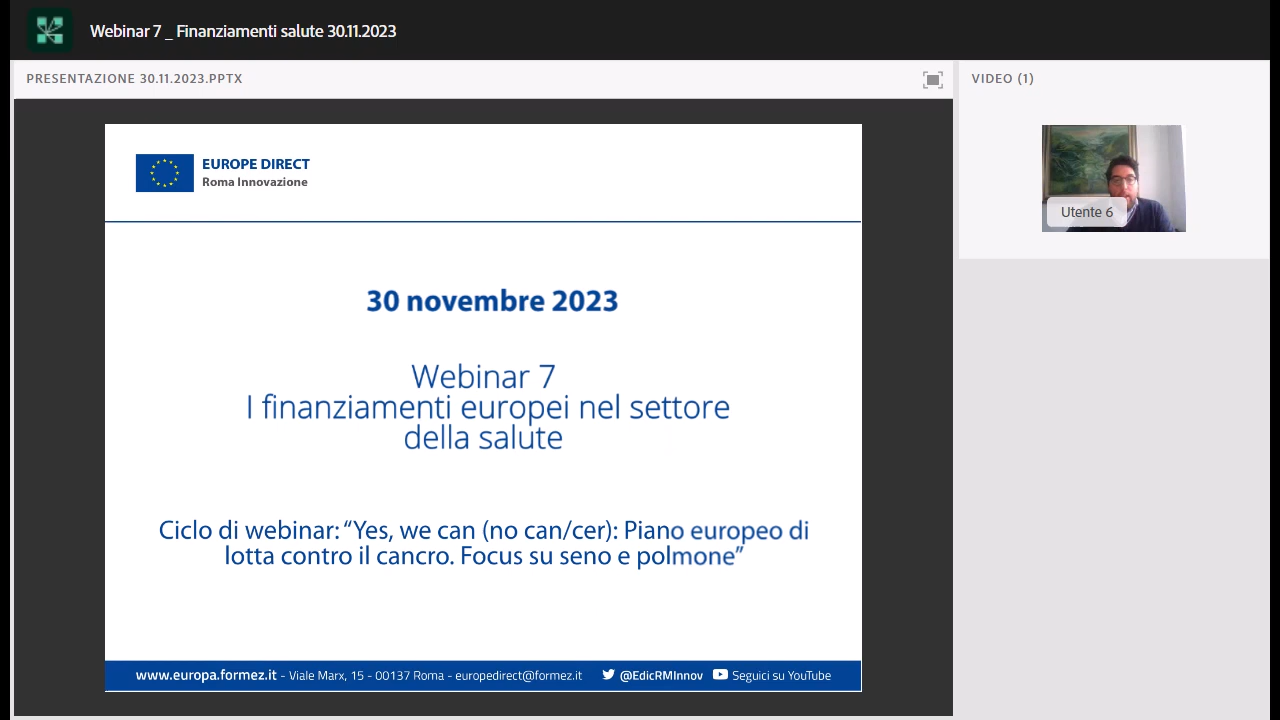 Webinar 7 _ Finanziamenti salute 30.11.2023
PRESENTAZIONE 30.11.2023.PPTX
VIDEO (1)
EUROPE DIRECT
Roma Innovazione
Utente 6
30 novembre 2023
Webinar 7
I finanziamenti europei nel settore
della salute
Ciclo di webinar: “Yes, we can (no can/cer): Piano europeo di
lotta contro il cancro. Focus su seno e polmone”
www.europa.formez.it - Viale Marx, 15 - 00137 Roma - europedirect@formez.it @EdicRMInnov Seguici su YouTube